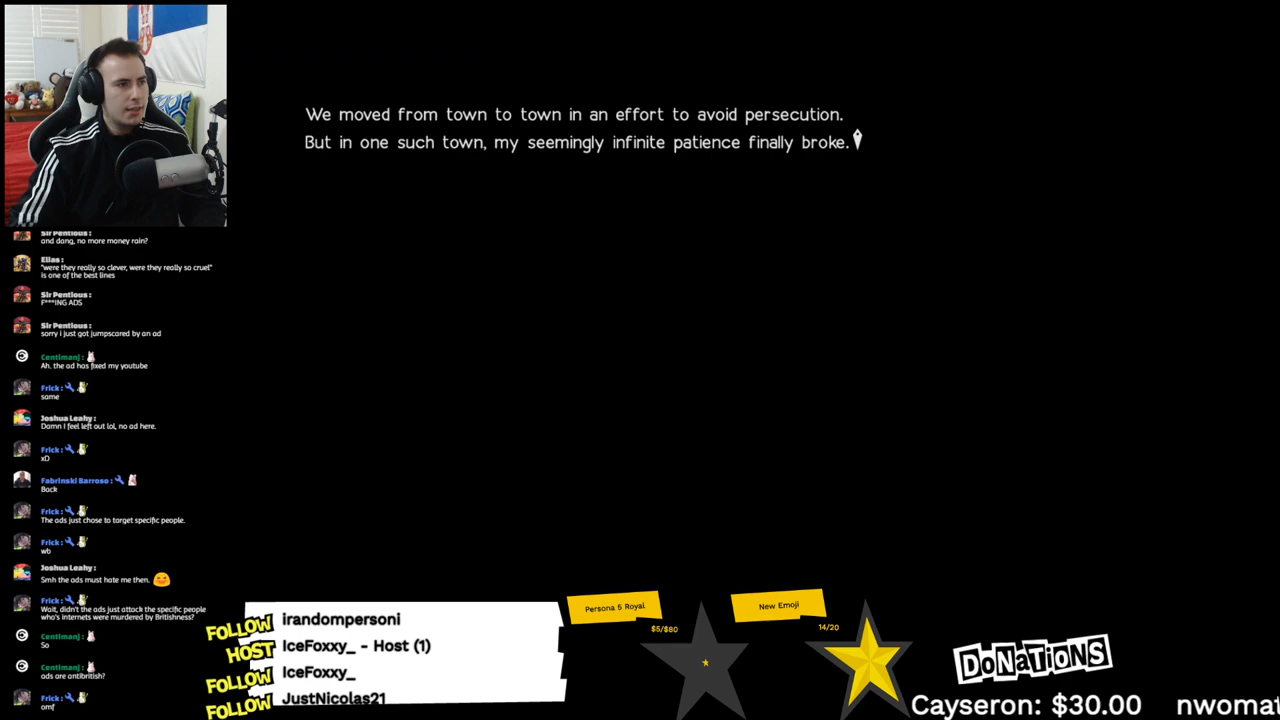 We moved from town to town in an effort to avoid persecution.
But in one such town, my seemingly infinite patience finally broke.
Sir Pentious :
and dang, no more money rain?
Elias :
"were they really so clever, were they really so cruel"
is one of the best lines
Sir Pentious :
F***ING ADS
Sir Pentious :
sorry i just got jumpscared by an ad
Centimanj :
Ah, the ad has fixed my youtube
Frick :
same
Joshua Leahy :
Damn I feel left out lol, no ad here.
Frick :
xD
Fabrinski Barroso :
Back
Frick :
The ads just chose to target specific people.
Frick :
wb
Joshua Leahy :
Smh the ads must hate me then.
Frick :
Wait, didn't the ads just attack the specific people
who's internets were murdered by Britishness?
Centimanj :
So
Centimanj :
ads are antibritish?
Frick :
omf
FOLLOW irandompersoni
HOST IceFoxxy_ - Host (1)
FOLLOW IceFoxxy_
FOLLOW JustNicolas21
Persona 5 Royal
$5/$80
New Emoji
14/20
DONATIONS
Cayseron: $30.00 nwomat